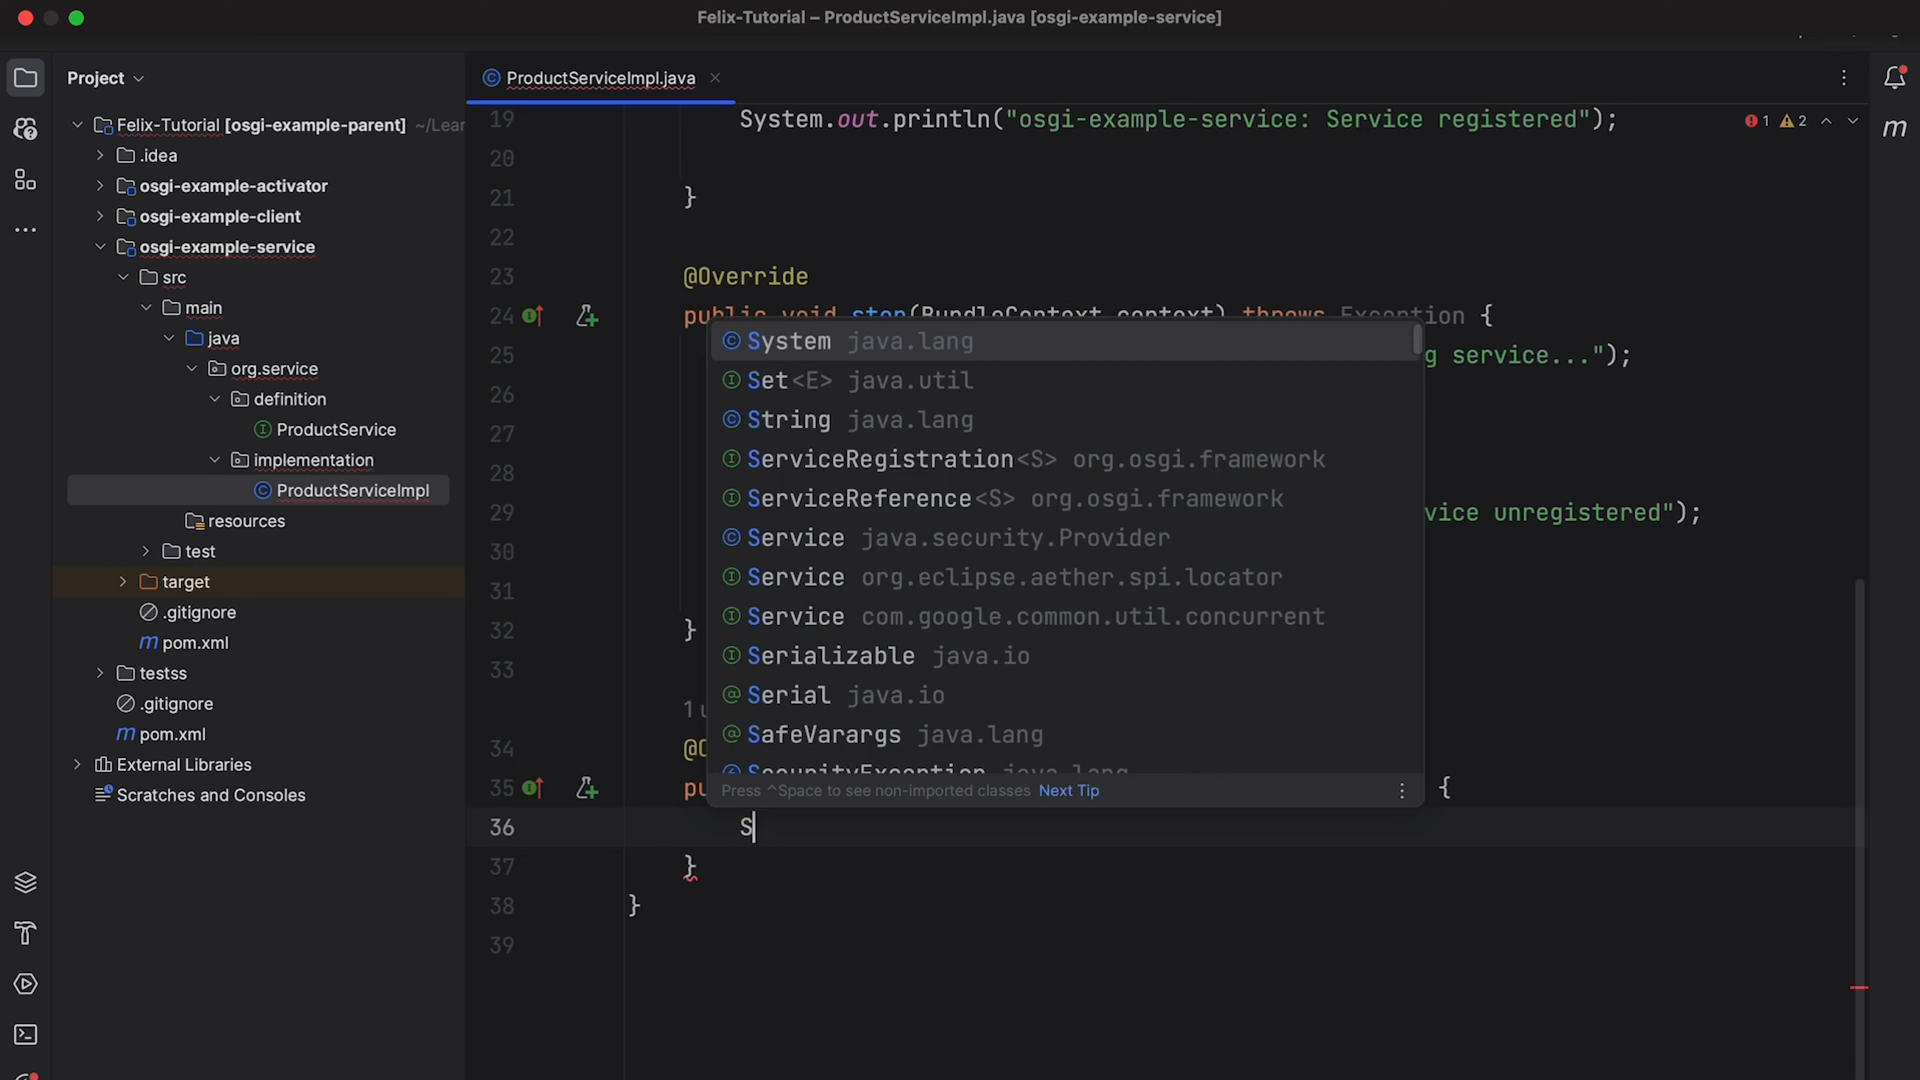 Felix-Tutorial – ProductServiceImpl.java [osgi-example-service]
Project
Felix-Tutorial [osgi-example-parent] ~/Lear
.idea
osgi-example-activator
osgi-example-client
osgi-example-service
src
main
java
org.service
definition
ProductService
implementation
ProductServiceImpl
resources
test
target
.gitignore
pom.xml
testss
.gitignore
pom.xml
External Libraries
Scratches and Consoles
ProductServiceImpl.java
1 2
19 System.out.println("osgi-example-service: Service registered");
20
21 }
22
23 @Override
24 public void stop(BundleContext context) throws Exception {
25 g service...");
26
27
28
29 vice unregistered");
30
31
32 }
33
1 u
34 @O
35 pu {
36 S
37 }
38 }
39
System java.lang
Set<E> java.util
String java.lang
ServiceRegistration<S> org.osgi.framework
ServiceReference<S> org.osgi.framework
Service java.security.Provider
Service org.eclipse.aether.spi.locator
Service com.google.common.util.concurrent
Serializable java.io
Serial java.io
SafeVarargs java.lang
SecurityException java.lang
Press ^Space to see non-imported classes Next Tip
m